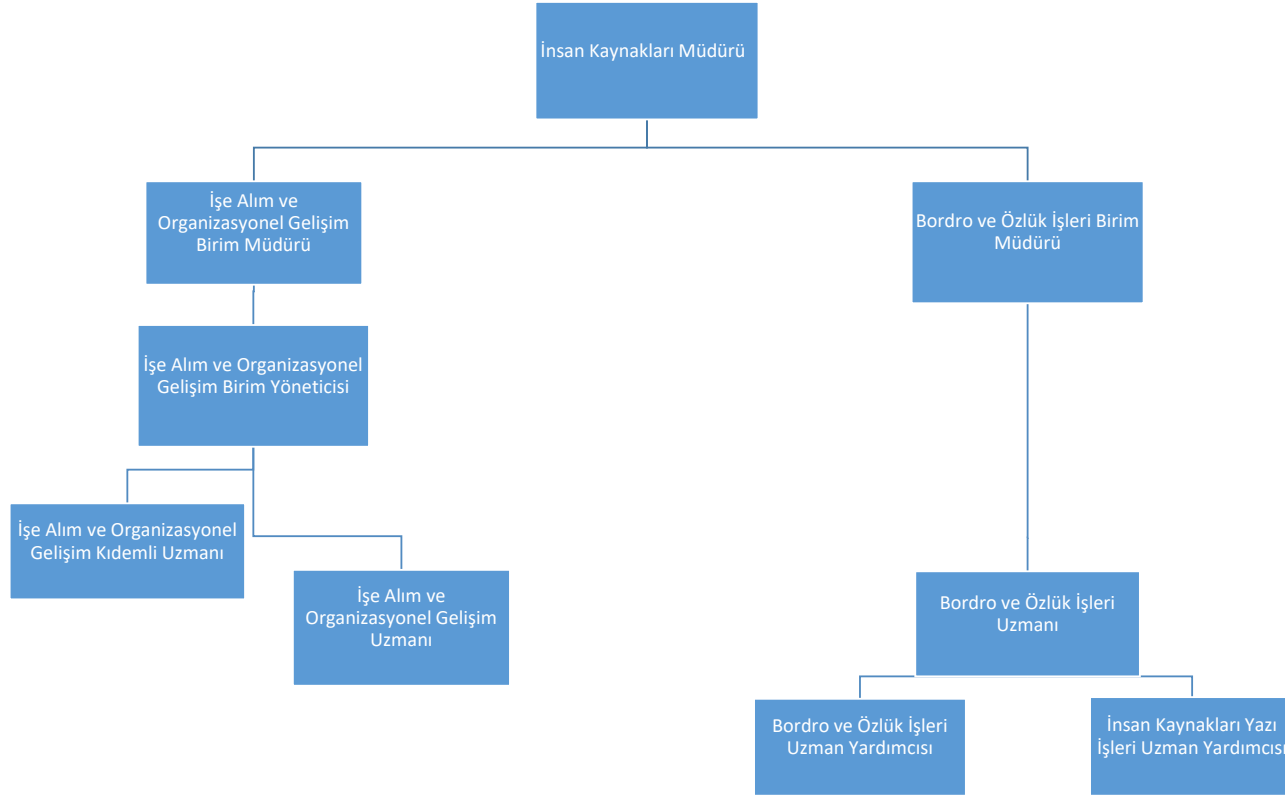 İnsan Kaynakları Müdürü
İşe Alım ve
Organizasyonel Gelişim
Birim Müdürü
Bordro ve Özlük İşleri Birim
Müdürü
İşe Alım ve Organizasyonel
Gelişim Birim Yöneticisi
İşe Alım ve Organizasyonel
Gelişim Kıdemli Uzmanı
İşe Alım ve
Organizasyonel Gelişim
Uzmanı
Bordro ve Özlük İşleri
Uzmanı
Bordro ve Özlük İşleri
Uzman Yardımcısı
İnsan Kaynakları Yazı
İşleri Uzman Yardımcısı